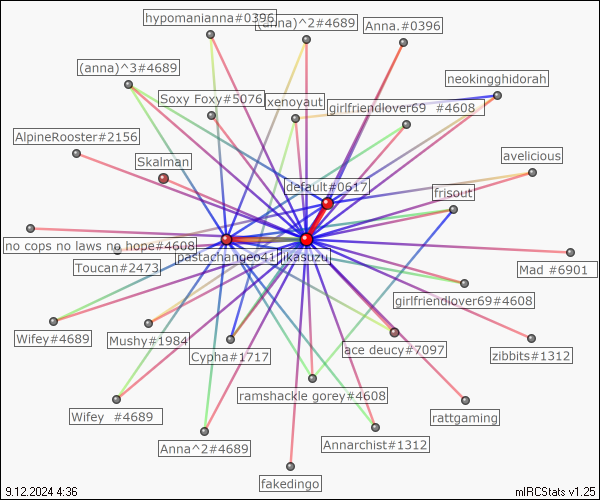 hypomanianna#0396
(anna)^2#4689
Anna.#0396
(anna)^3#4689
neokingghidorah
Soxy Foxy#5076
xenoyaut
girlfriendlover69 #4608
AlpineRooster#2156
Skalman
avelicious
default#0617
frisout
no cops no laws no hope#4608
pastachangeo41
ikasuzu
Toucan#2473
Mad #6901
girlfriendlover69#4608
Wifey#4689
Mushy#1984
Cypha#1717
ace deucy#7097
zibbits#1312
ramshackle gorey#4608
Wifey #4689
rattgaming
Anna^2#4689
Annarchist#1312
fakedingo
9.12.2024 4:36
mIRCStats v1.25